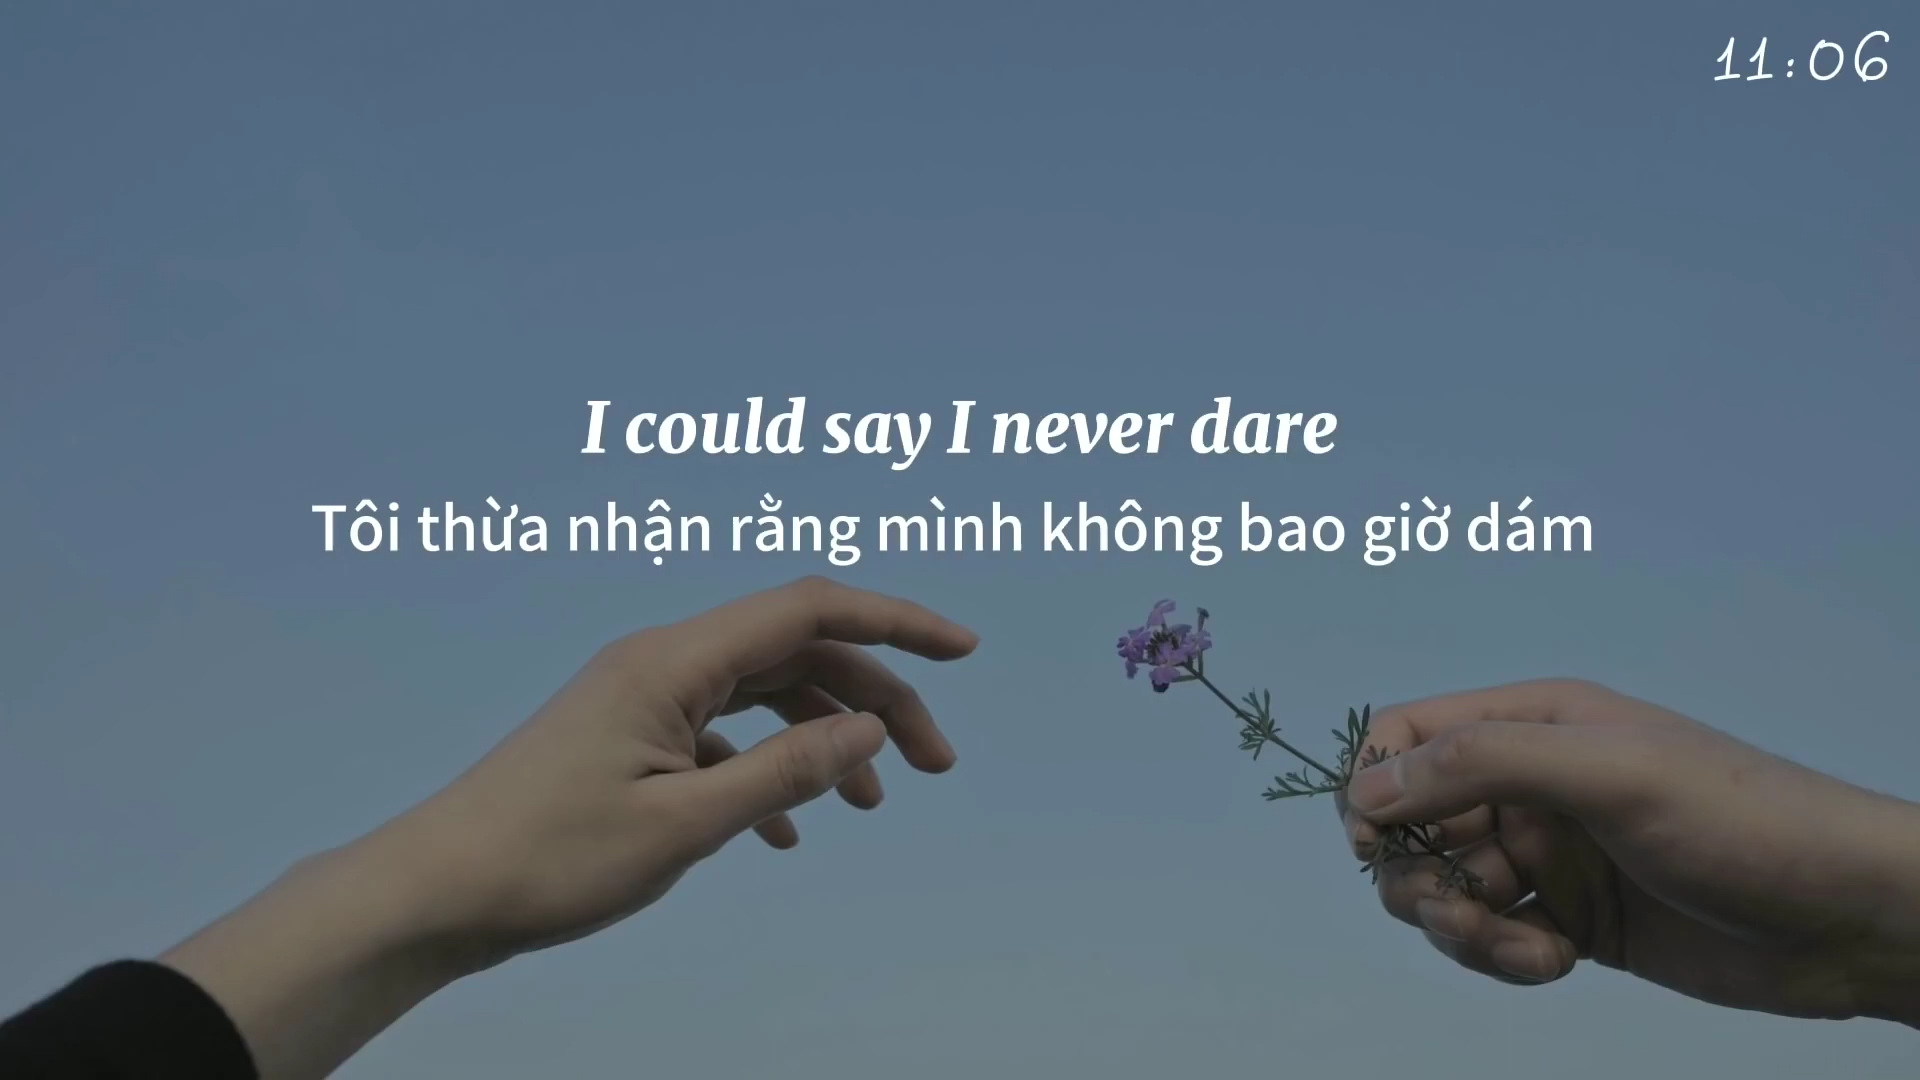 11:06
I could say I never dare
Tôi thừa nhận rằng mình không bao giờ dám